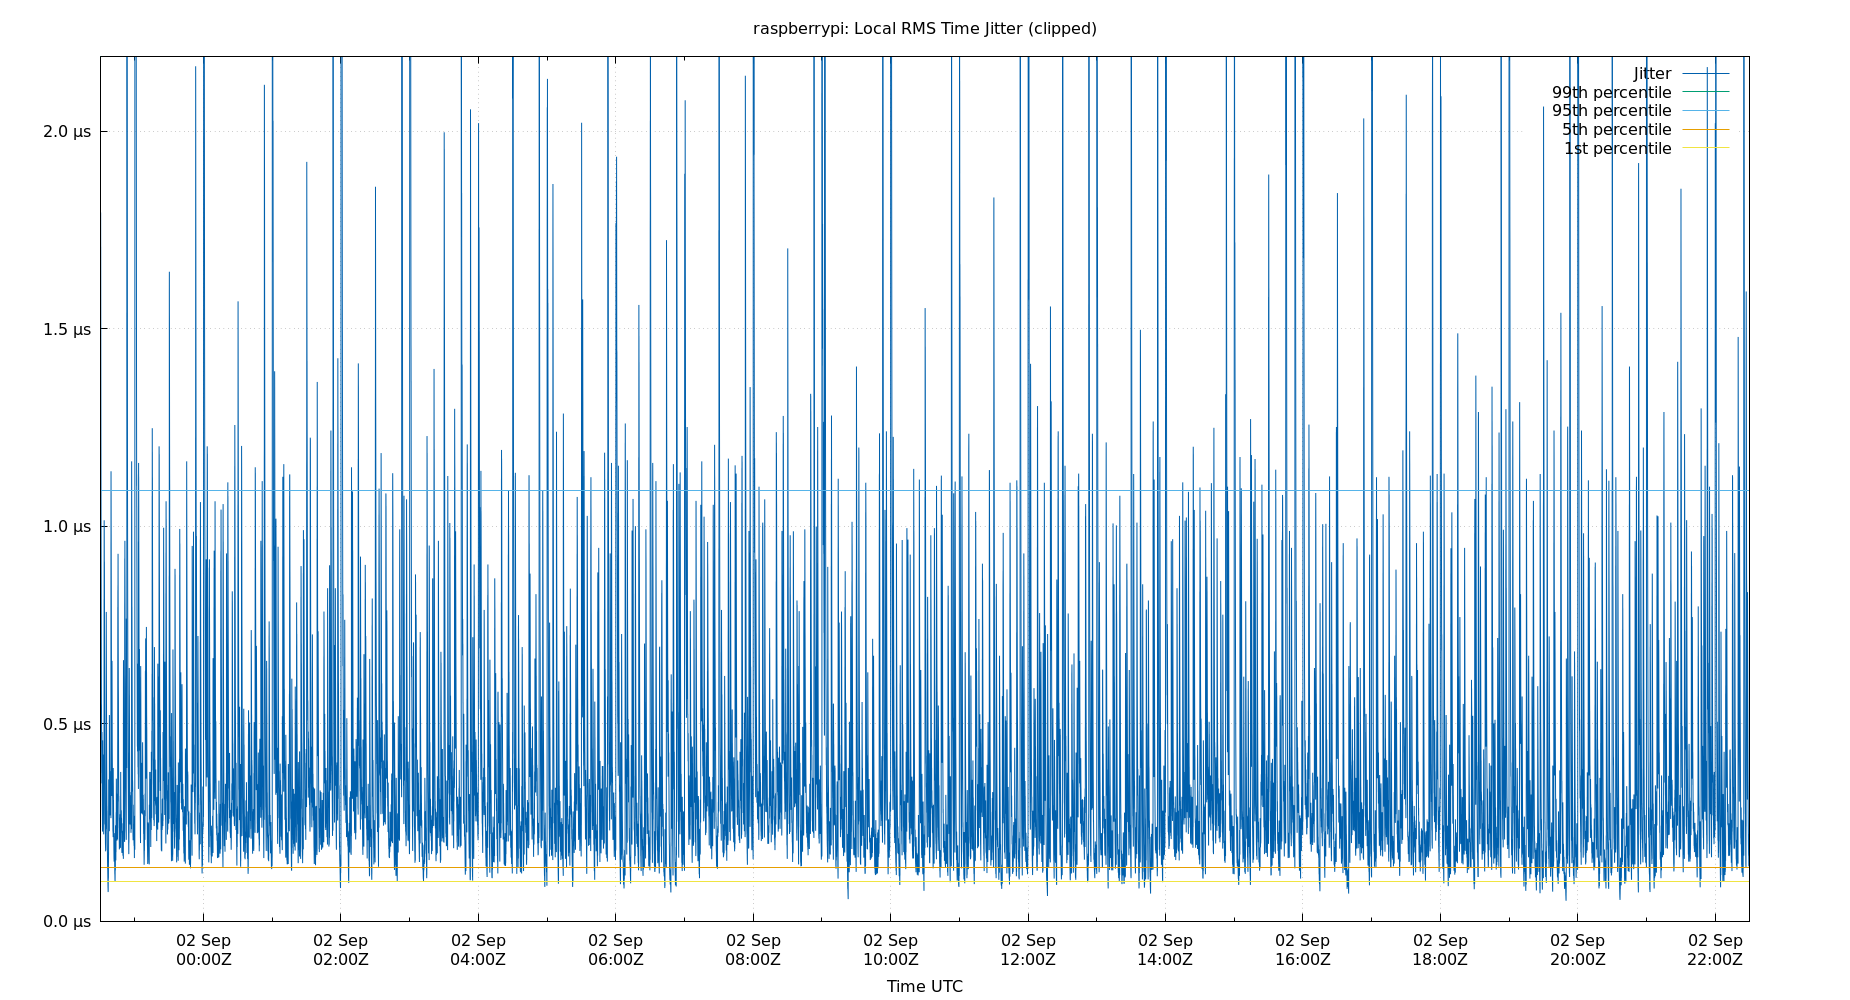 raspberrypi: Local RMS Time Jitter (clipped)
Jitter
99th percentile
95th percentile
5th percentile
1st percentile
2.0 µs
1.5 µs
1.0 µs
0.5 µs
0.0 µs
02 Sep 02 Sep 02 Sep 02 Sep 02 Sep 02 Sep 02 Sep 02 Sep 02 Sep 02 Sep 02 Sep 02 Sep
00:00Z 02:00Z 04:00Z 06:00Z 08:00Z 10:00Z 12:00Z 14:00Z 16:00Z 18:00Z 20:00Z 22:00Z
Time UTC